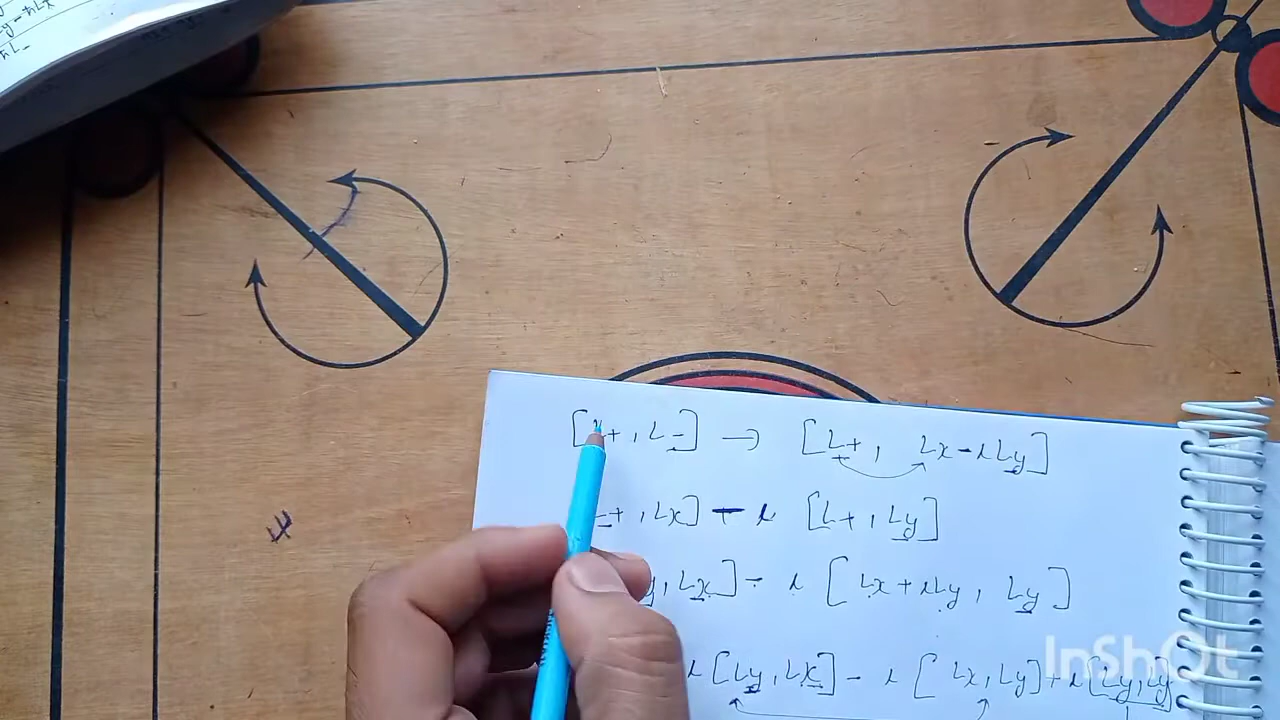 [L+, L-] → [L+, Lx-iLy]
L+, Lx] - i [L+, Ly]
y, Lx] - i [Lx + iLy, Ly]
i [Ly, Lx] - i [Lx, Ly] + i [Ly, Ly
InShOt